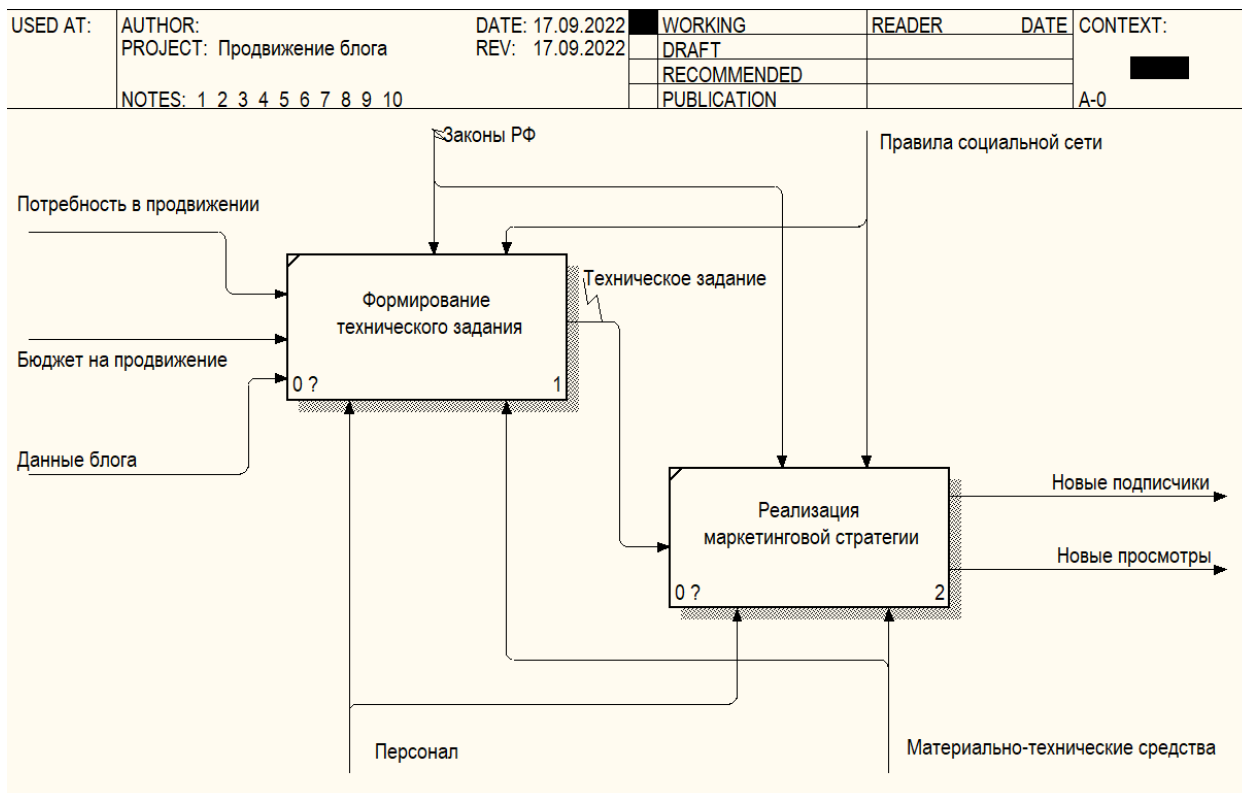 USED AT:
AUTHOR:
DATE: 17.09.2022
WORKING
READER
DATE
CONTEXT:
PROJECT: Продвижение блога
REV: 17.09.2022
DRAFT
RECOMMENDED
NOTES: 1 2 3 4 5 6 7 8 9 10
PUBLICATION
A-0
Законы РФ
Правила социальной сети
Потребность в продвижении
Техническое задание
Формирование
технического задания
Бюджет на продвижение
0 ?
1
Данные блога
Новые подписчики
Реализация
маркетинговой стратегии
Новые просмотры
0 ?
2
Персонал
Материально-технические средства